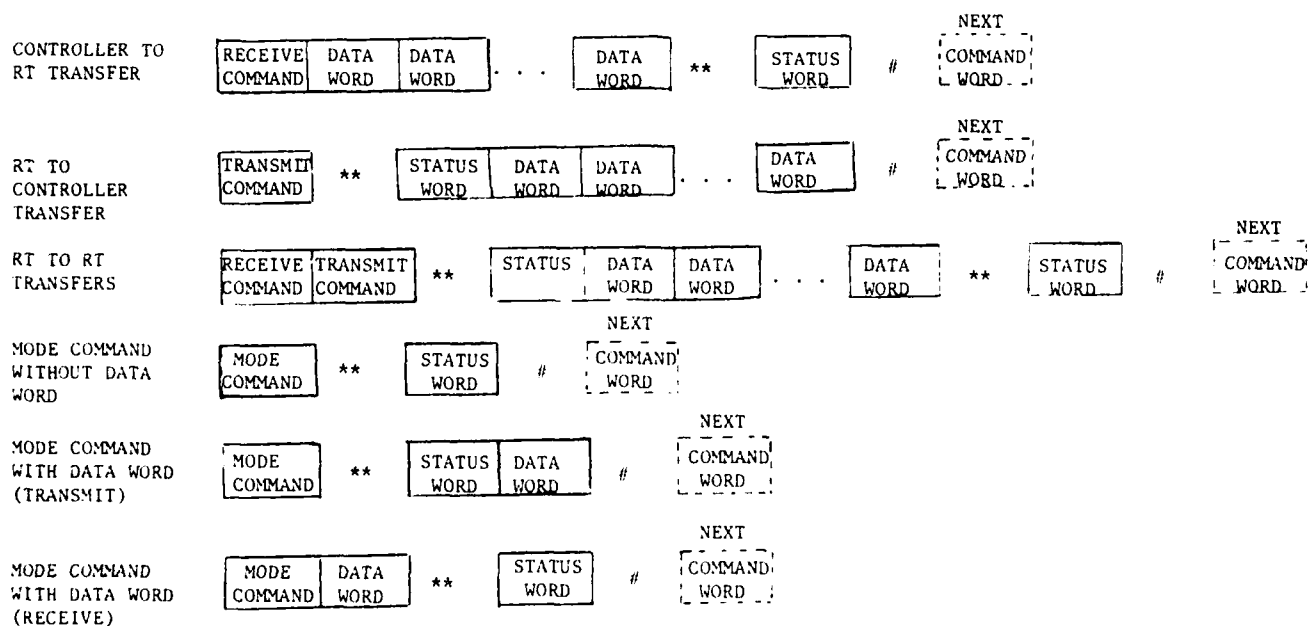 NEXT
CONTROLLER TO RT TRANSFER
RECEIVE COMMAND DATA WORD DATA WORD . . . DATA WORD ** STATUS WORD # COMMAND WORD
NEXT
RT TO CONTROLLER TRANSFER
TRANSMIT COMMAND ** STATUS WORD DATA WORD DATA WORD . . . DATA WORD # COMMAND WORD
NEXT
RT TO RT TRANSFERS
RECEIVE COMMAND TRANSMIT COMMAND ** STATUS DATA WORD DATA WORD . . . DATA WORD ** STATUS WORD # COMMAND WORD
NEXT
MODE COMMAND WITHOUT DATA WORD
MODE COMMAND ** STATUS WORD # COMMAND WORD
NEXT
MODE COMMAND WITH DATA WORD (TRANSMIT)
MODE COMMAND ** STATUS WORD DATA WORD # COMMAND WORD
NEXT
MODE COMMAND WITH DATA WORD (RECEIVE)
MODE COMMAND DATA WORD ** STATUS WORD # COMMAND WORD